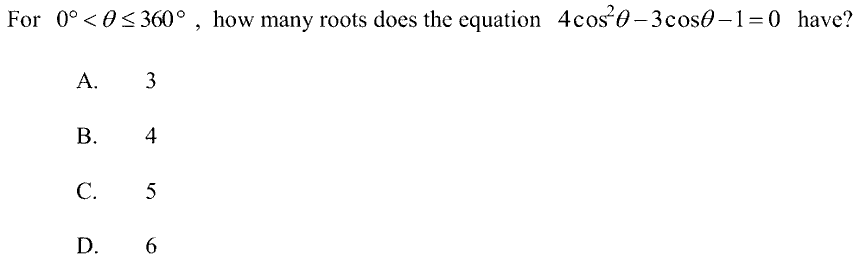 For 0° < θ ≤ 360° , how many roots does the equation 4cos²θ – 3cosθ – 1 = 0 have?
A. 3
B. 4
C. 5
D. 6